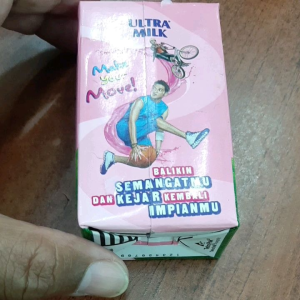 ULTRA
MILK
Make
your
Move!
BALIKIN
SEMANGATMU
DAN KEJAR KEMBALI
IMPIANMU